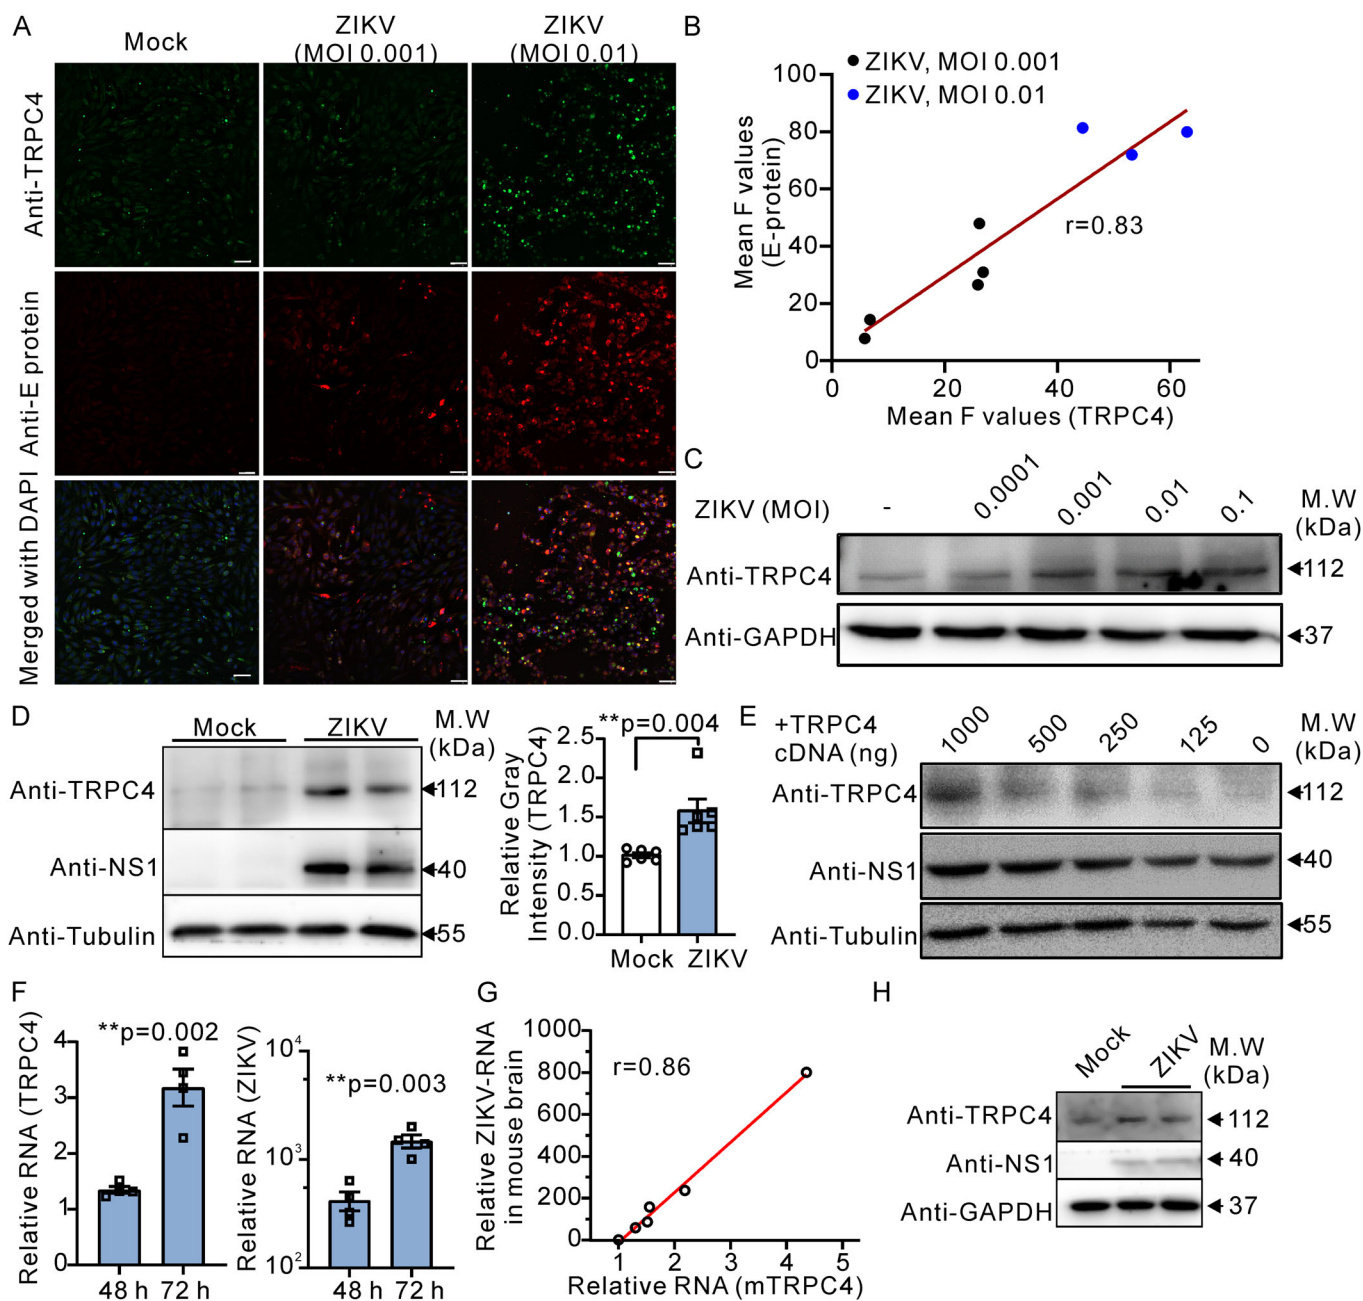 A
Mock
ZIKV
(MOI 0.001)
ZIKV
(MOI 0.01)
Anti-TRPC4
Anti-E protein
Merged with DAPI
B
ZIKV, MOI 0.001
ZIKV, MOI 0.01
Mean F values
(E-protein)
100
80
60
40
20
0
r=0.83
0 20 40 60
Mean F values (TRPC4)
C
ZIKV (MOI)
- 0.0001 0.001 0.01 0.1
M.W
(kDa)
Anti-TRPC4
112
Anti-GAPDH
37
D
Mock ZIKV
M.W
(kDa)
Anti-TRPC4
112
Anti-NS1
40
Anti-Tubulin
55
**p=0.004
Relative Gray
Intensity (TRPC4)
2.5
2.0
1.5
1.0
0.5
0.0
Mock ZIKV
E
+TRPC4
cDNA (ng)
1000 500 250 125 0
M.W
(kDa)
Anti-TRPC4
112
Anti-NS1
40
Anti-Tubulin
55
F
Relative RNA (TRPC4)
**p=0.002
4
3
2
1
0
48 h 72 h
Relative RNA (ZIKV)
**p=0.003
10⁴
10³
10²
48 h 72 h
G
Relative ZIKV-RNA
in mouse brain
r=0.86
1000
800
600
400
200
0
1 2 3 4 5
Relative RNA (mTRPC4)
H
Mock ZIKV
M.W
(kDa)
Anti-TRPC4
112
Anti-NS1
40
Anti-GAPDH
37